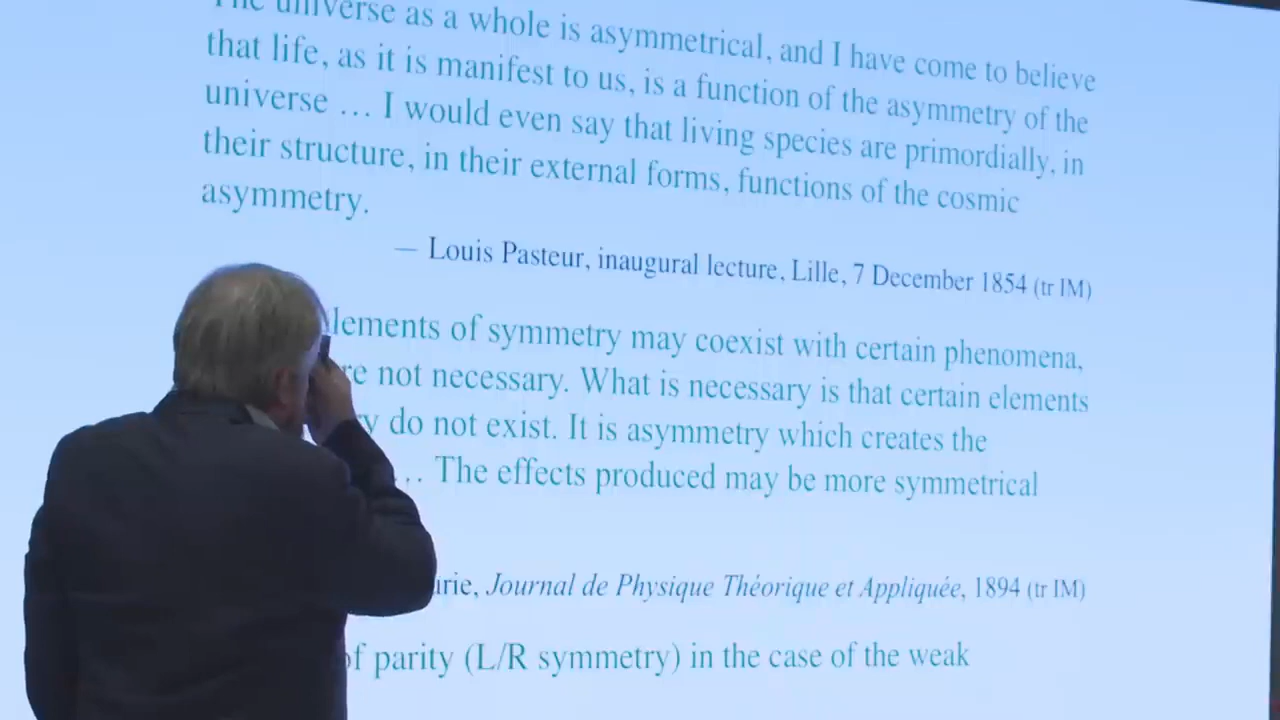 The universe as a whole is asymmetrical, and I have come to believe
that life, as it is manifest to us, is a function of the asymmetry of the
universe … I would even say that living species are primordially, in
their structure, in their external forms, functions of the cosmic
asymmetry.
— Louis Pasteur, inaugural lecture, Lille, 7 December 1854 (tr IM)
lements of symmetry may coexist with certain phenomena,
re not necessary. What is necessary is that certain elements
y do not exist. It is asymmetry which creates the
… The effects produced may be more symmetrical
urie, Journal de Physique Théorique et Appliquée, 1894 (tr IM)
of parity (L/R symmetry) in the case of the weak